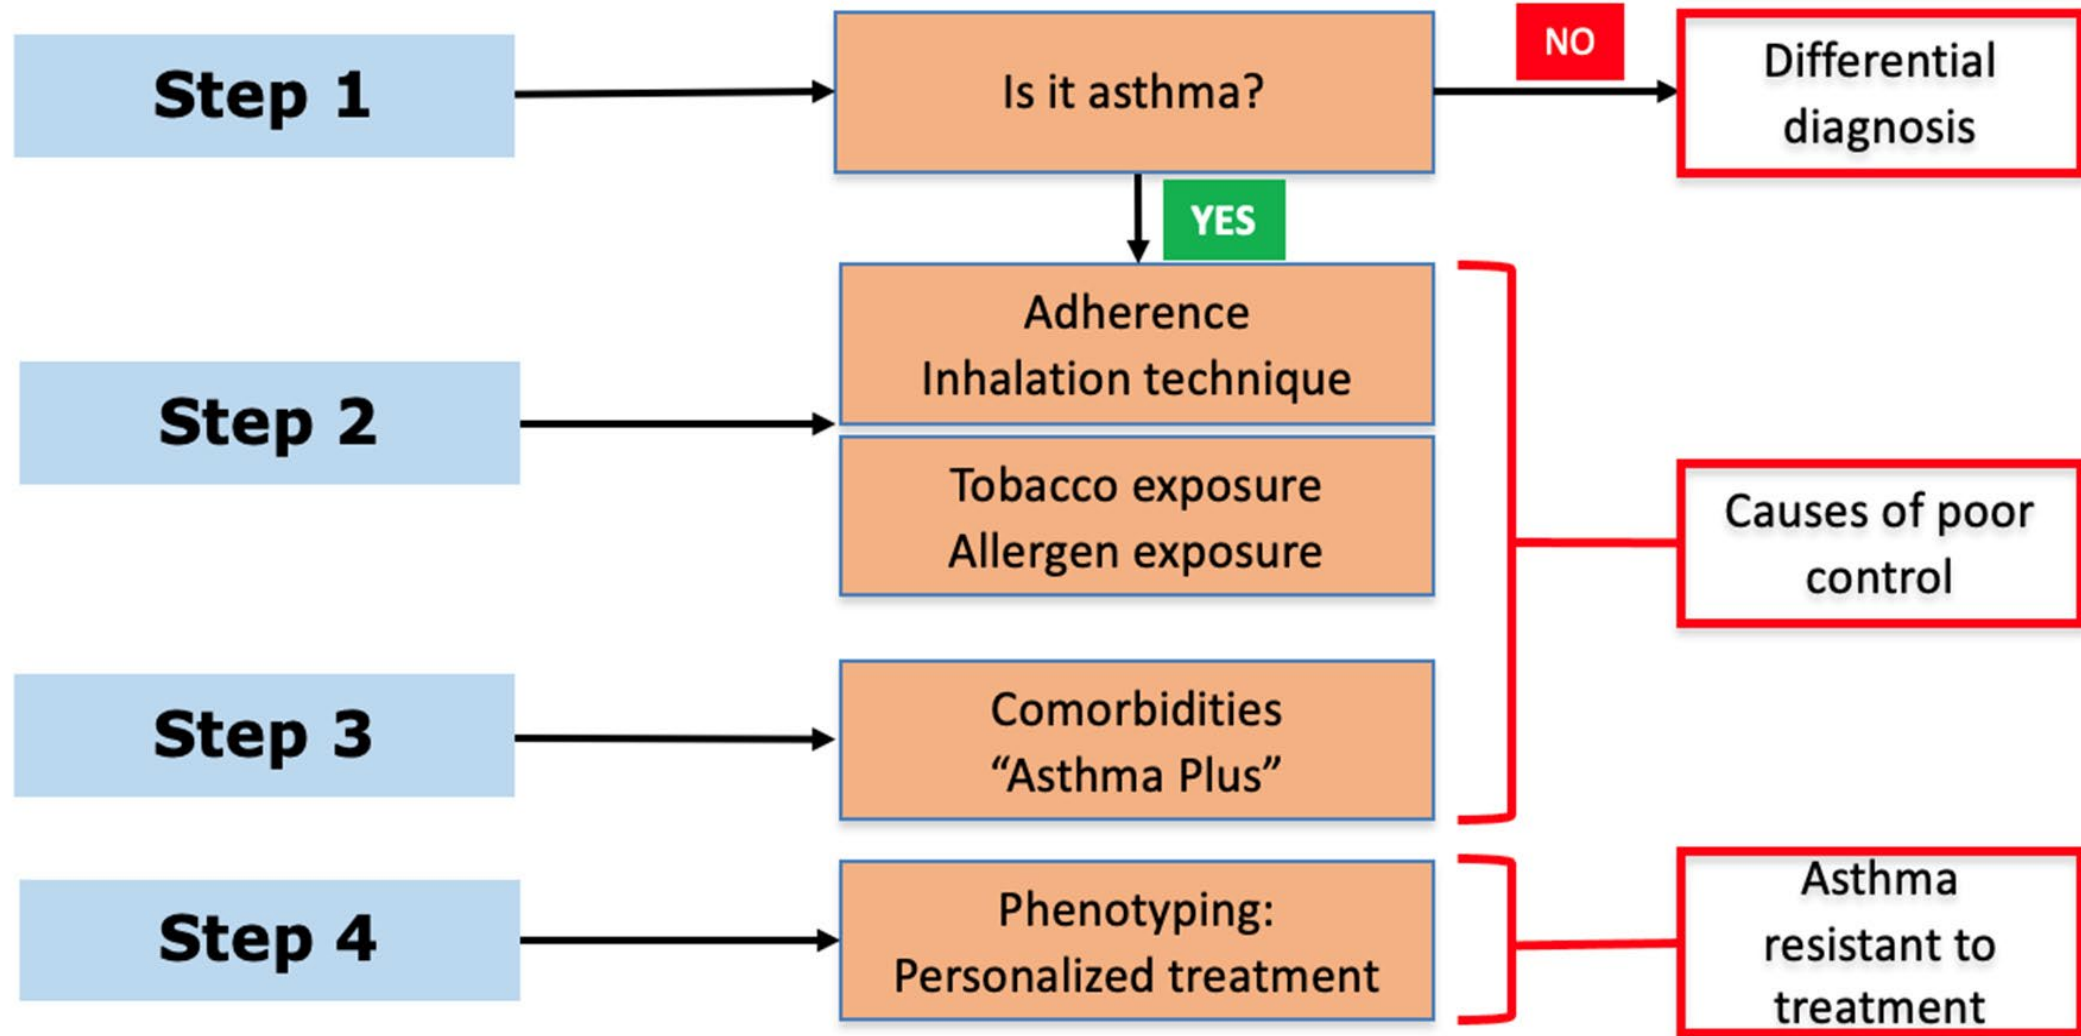 Step 1
Is it asthma?
NO
Differential
diagnosis
YES
Step 2
Adherence
Inhalation technique
Tobacco exposure
Allergen exposure
Causes of poor
control
Step 3
Comorbidities
“Asthma Plus”
Step 4
Phenotyping:
Personalized treatment
Asthma
resistant to
treatment